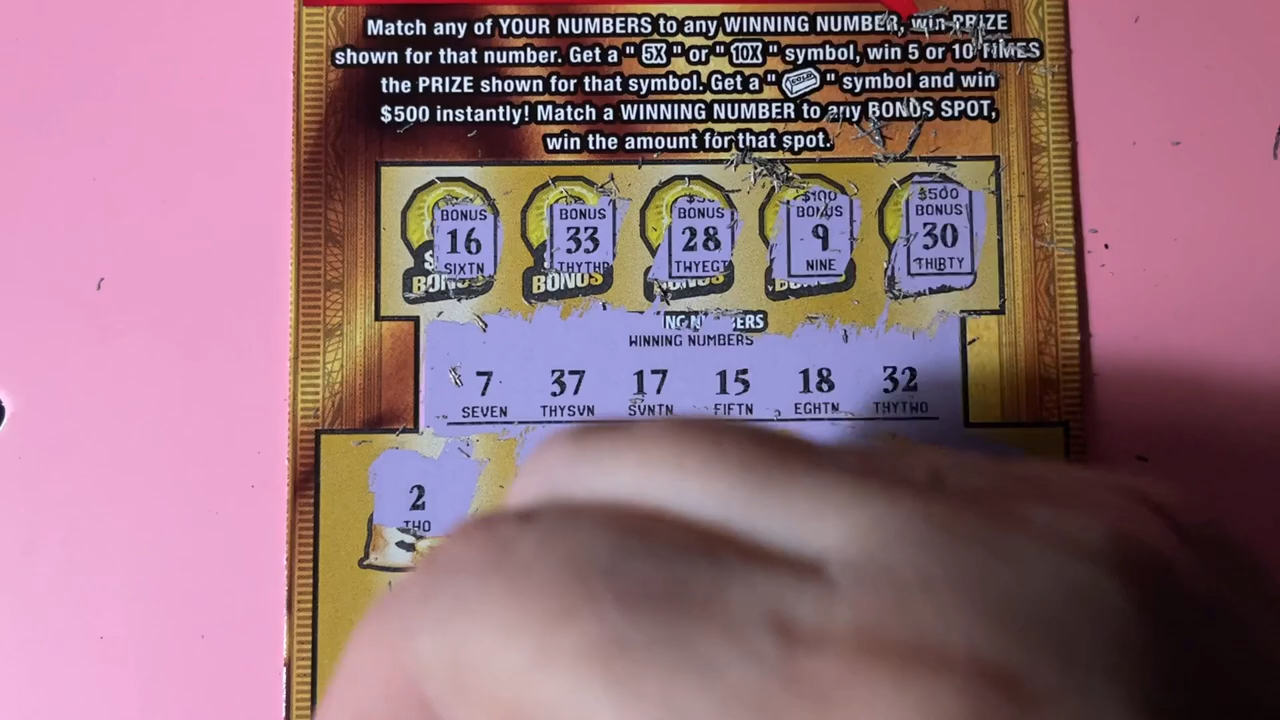 Match any of YOUR NUMBERS to any WINNING NUMBER, win PRIZE
shown for that number. Get a "5X" or "10X" symbol, win 5 or 10 TIMES
the PRIZE shown for that symbol. Get a "GOLD" symbol and win
$500 instantly! Match a WINNING NUMBER to any BONUS SPOT,
win the amount for that spot.
$100 $500
BONUS BONUS BONUS BONUS BONUS
16 33 28 9 30
SIXTN THYTHR TWYEGT NINE THIRTY
BONUS BONUS BONUS
WINNING NUMBERS
7 37 17 15 18 32
SEVEN THYSVN SVNTN FIFTN EGHTN THYTWO
2
TWO